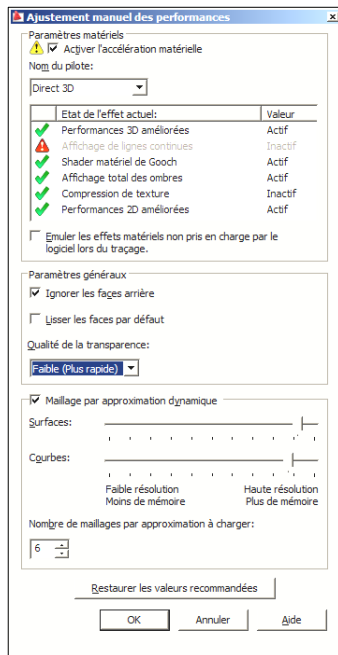 Ajustement manuel des performances
Paramètres matériels
Activer l'accélération matérielle
Nom du pilote:
Direct 3D
Etat de l'effet actuel: Valeur
Performances 3D améliorées Actif
Affichage de lignes continues Inactif
Shader matériel de Gooch Actif
Affichage total des ombres Actif
Compression de texture Inactif
Performances 2D améliorées Actif
Emuler les effets matériels non pris en charge par le
logiciel lors du traçage.
Paramètres généraux
Ignorer les faces arrière
Lisser les faces par défaut
Qualité de la transparence:
Faible (Plus rapide)
Maillage par approximation dynamique
Surfaces:
Courbes:
Faible résolution Haute résolution
Moins de mémoire Plus de mémoire
Nombre de maillages par approximation à charger:
6
Restaurer les valeurs recommandées
OK Annuler Aide